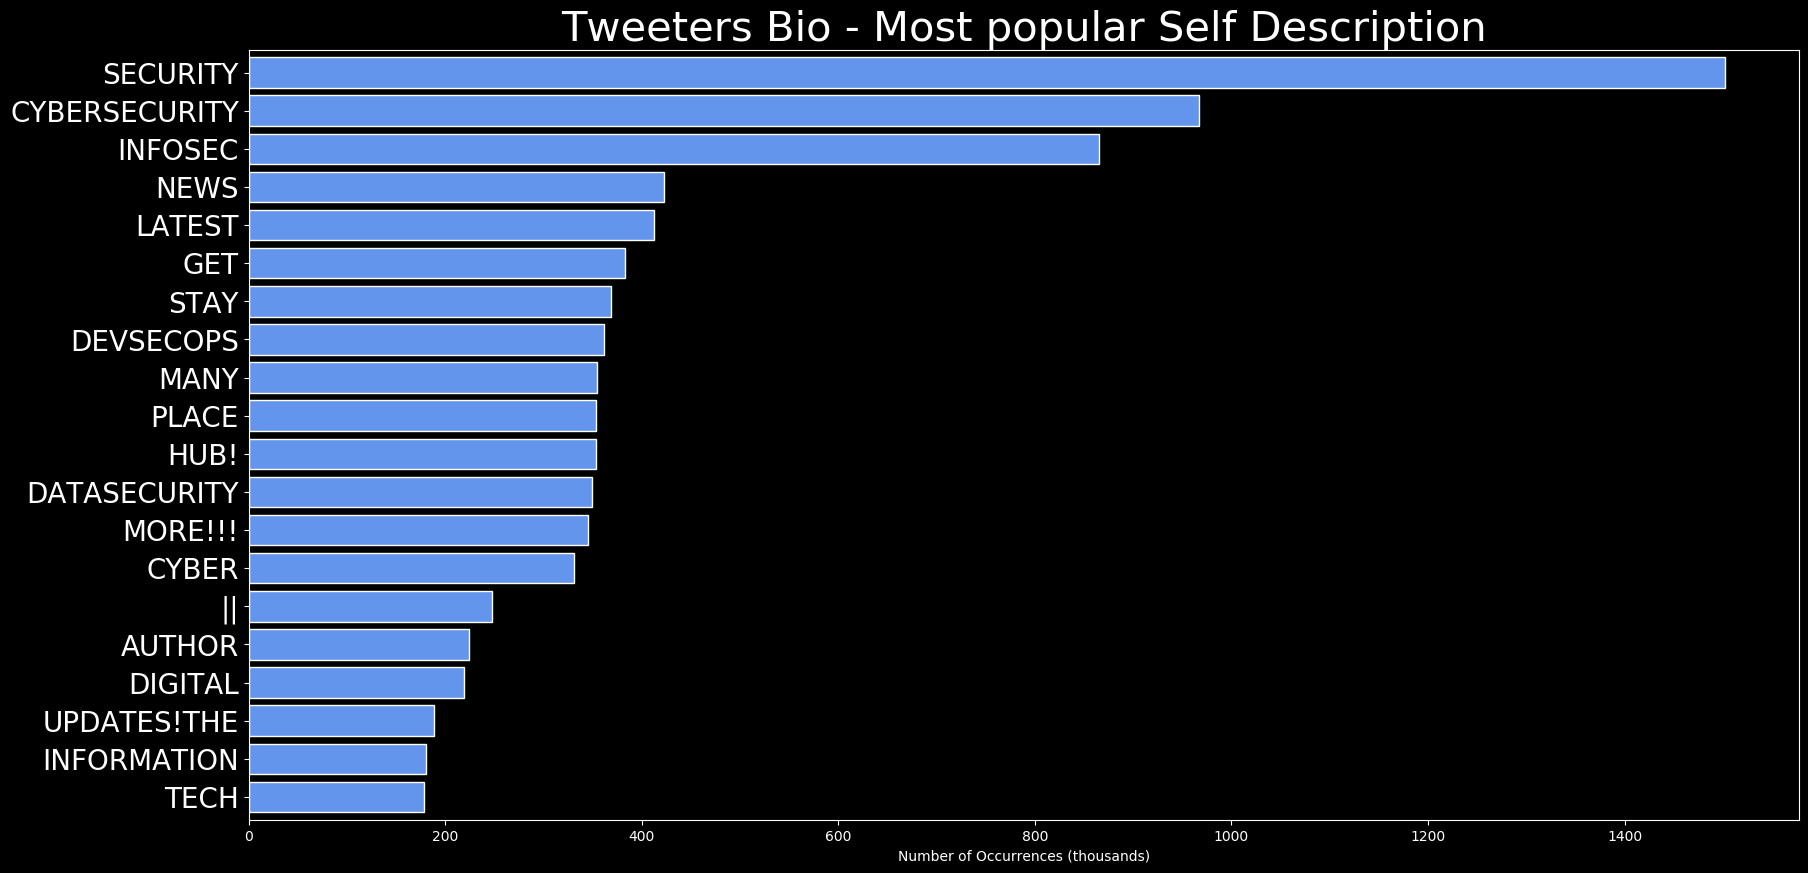 Tweeters Bio - Most popular Self Description
SECURITY
CYBERSECURITY
INFOSEC
NEWS
LATEST
GET
STAY
DEVSECOPS
MANY
PLACE
HUB!
DATASECURITY
MORE!!!
CYBER
||
AUTHOR
DIGITAL
UPDATES!THE
INFORMATION
TECH
0 200 400 600 800 1000 1200 1400
Number of Occurrences (thousands)